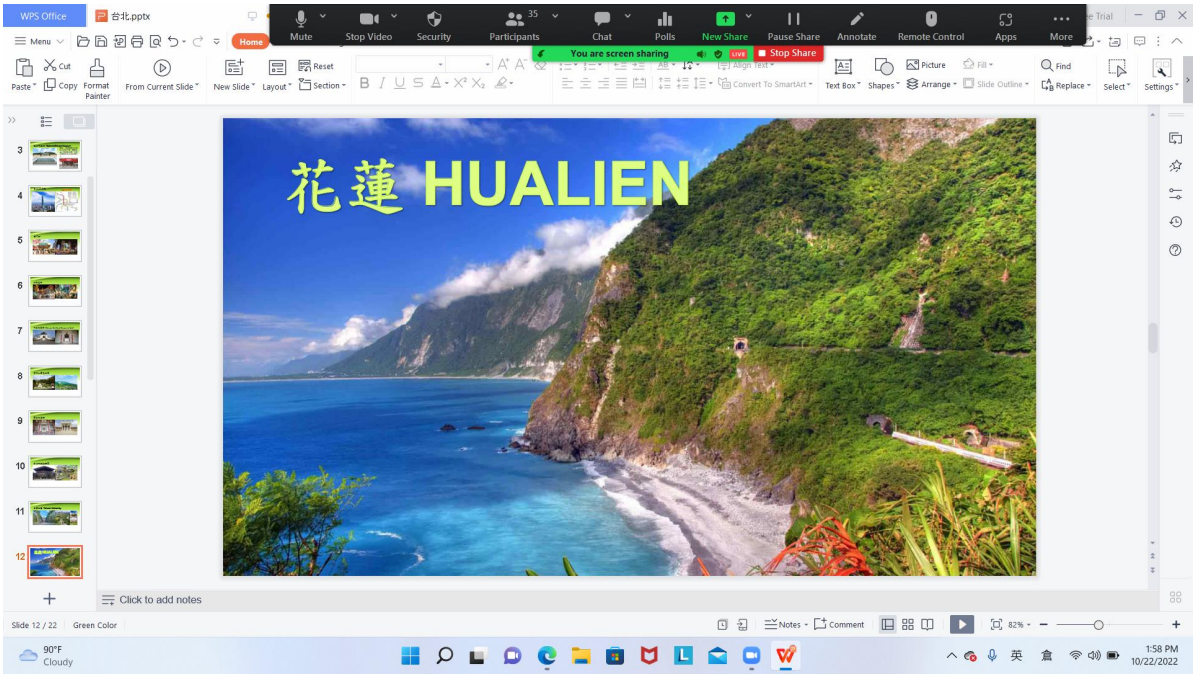 WPS Office
台北.pptx
35
e Trial
Mute
Stop Video
Security
Participants
Chat
Polls
New Share
Pause Share
Annotate
Remote Control
Apps
More
You are screen sharing
LIVE
Stop Share
Menu
Home
Paste
Cut
Copy
Format Painter
From Current Slide
New Slide
Layout
Reset
Section
B I U S A X² X₂
Align Text
Convert To SmartArt
Text Box
Shapes
Picture
Arrange
Fill
Slide Outline
Find
Replace
Select
Settings
3
4
5
6
7
8
9
10
11
12
花蓮 HUALIEN
花蓮 HUALIEN
Click to add notes
Slide 12 / 22
Green Color
Notes
Comment
82%
90°F
Cloudy
英
倉
1:58 PM
10/22/2022